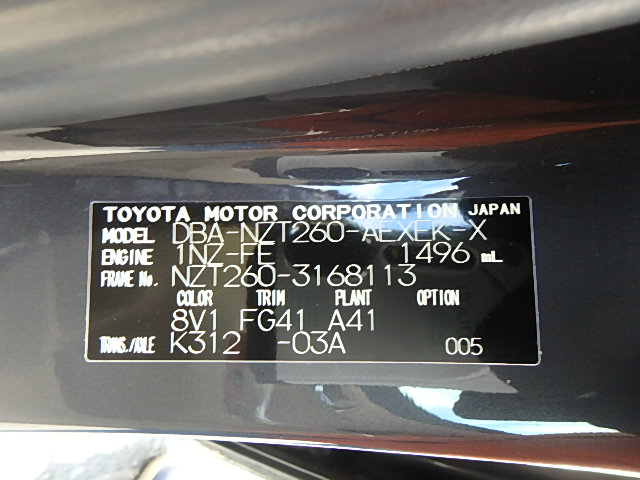 TOYOTA MOTOR CORPORATION JAPAN
MODEL DBA-NZT260-AEXEK-X
ENGINE 1NZ-FE 1496 mL
FRAME No. NZT260-3168113
COLOR TRIM PLANT OPTION
8V1 FG41 A41
TRANS./AXLE K312 -03A 005